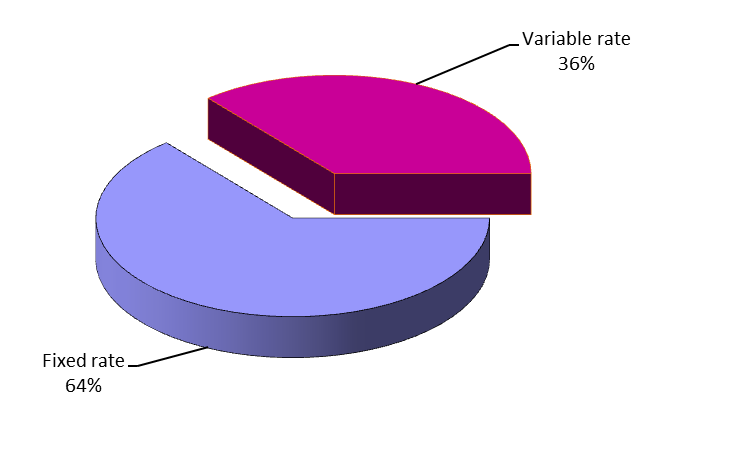 Variable rate
36%
Fixed rate
64%